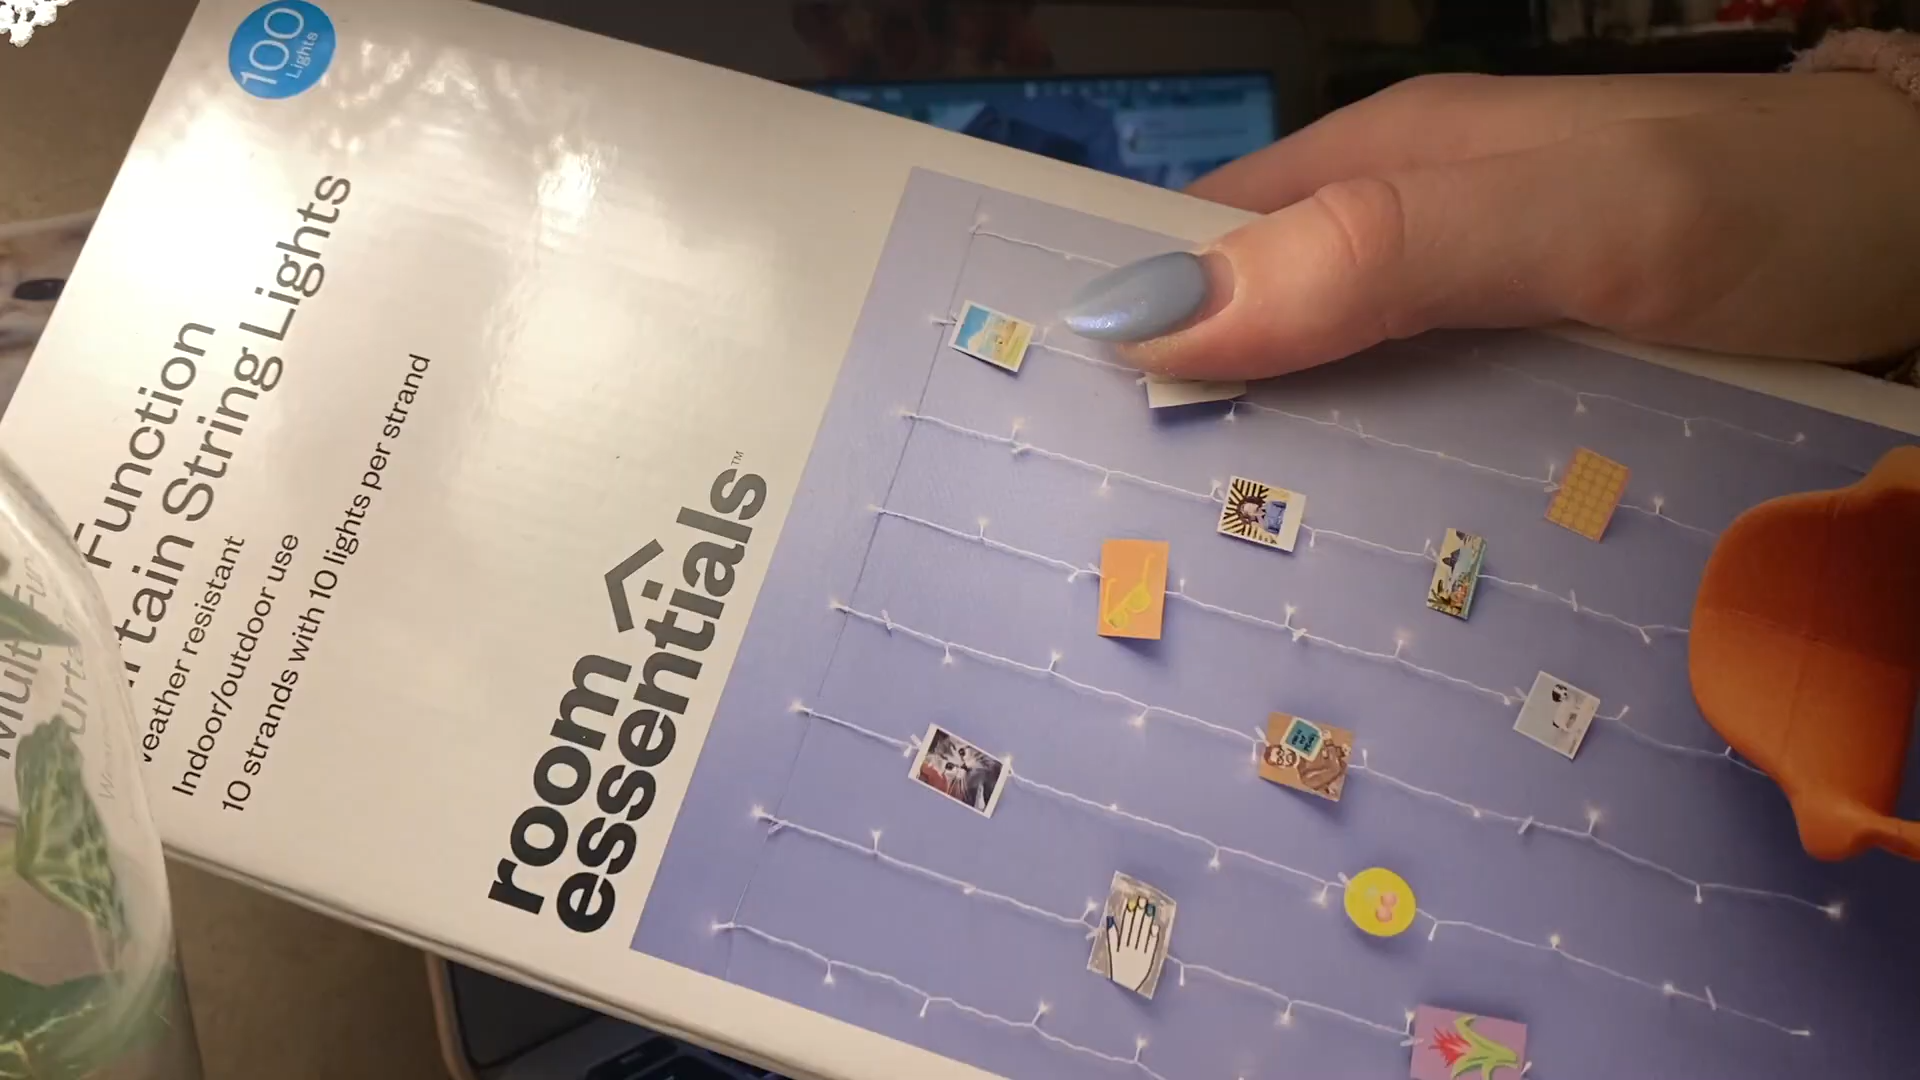 100
Lights
Function
tain String Lights
eather resistant
Indoor/outdoor use
10 strands with 10 lights per strand
room
essentials™